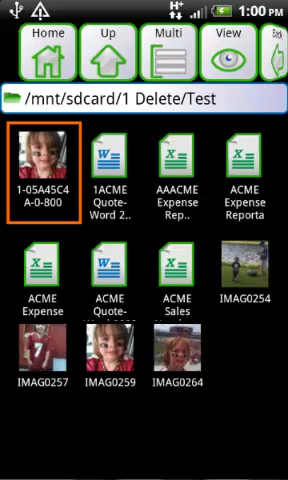 H
1:00 PM
Home
Up
Multi
View
/mnt/sdcard/1 Delete/Test
1-05A45C4
A-0-800
1ACME
Quote-
Word 2..
AAACME
Expense
Rep..
ACME
Expense
Reporta
ACME
Expense
ACME
Quote-
ACME
Sales
IMAG0254
IMAG0257
IMAG0259
IMAG0264